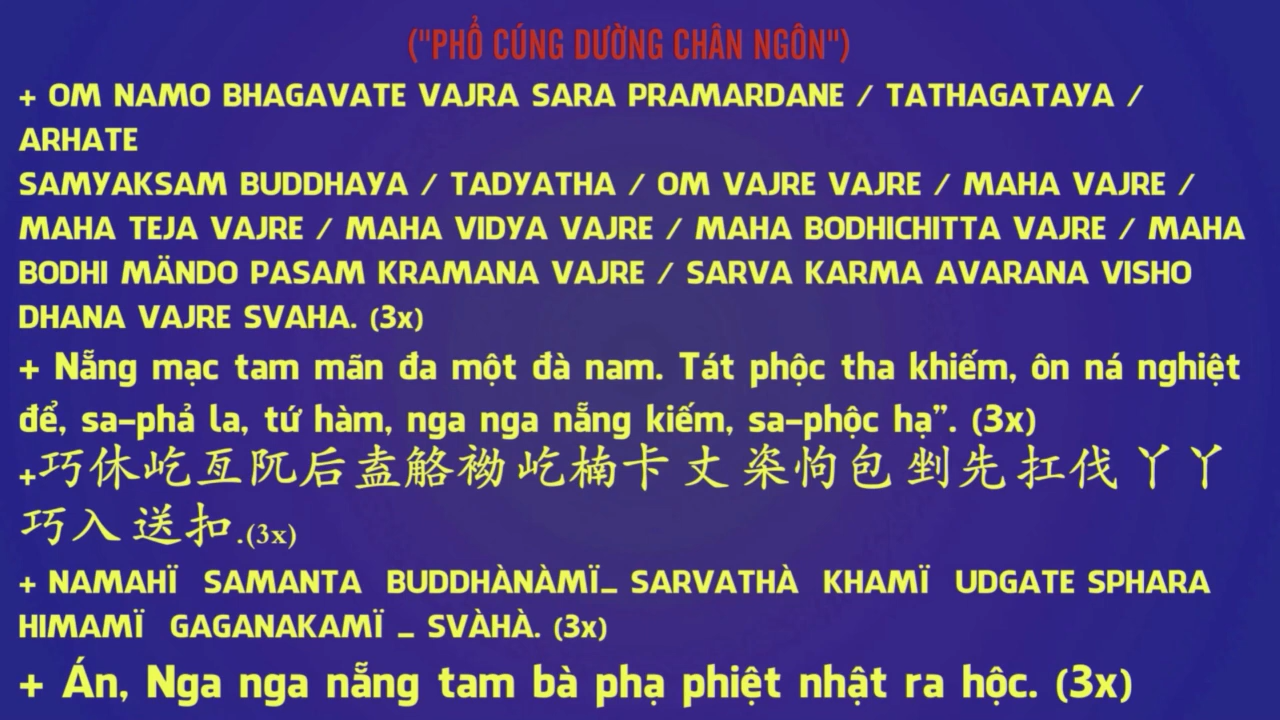 ("PHỔ CÚNG DƯỜNG CHÂN NGÔN")
+ OM NAMO BHAGAVATE VAJRA SARA PRAMARDANE / TATHAGATAYA /
ARHATE
SAMYAKSAM BUDDHAYA / TADYATHA / OM VAJRE VAJRE / MAHA VAJRE /
MAHA TEJA VAJRE / MAHA VIDYA VAJRE / MAHA BODHICHITTA VAJRE / MAHA
BODHI MÄNDO PASAM KRAMANA VAJRE / SARVA KARMA AVARANA VISHO
DHANA VAJRE SVAHA. (3x)
+ Nẵng mạc tam mãn đa một đà nam. Tát phộc tha khiếm, ôn ná nghiệt
để, sa-phả la, tứ hàm, nga nga nẵng kiếm, sa-phộc hạ”. (3x)
+巧休屹亙阢后盍觡袎屹楠卡丈 栥怐包 剉先扛伐 丫丫
巧入送扣.(3x)
+ NAMAHÏ SAMANTA BUDDHÀNÀMÏ_ SARVATHÀ KHAMÏ UDGATE SPHARA
HIMAMÏ GAGANAKAMÏ _ SVÀHÀ. (3x)
+ Án, Nga nga nẵng tam bà phạ phiệt nhật ra hộc. (3x)